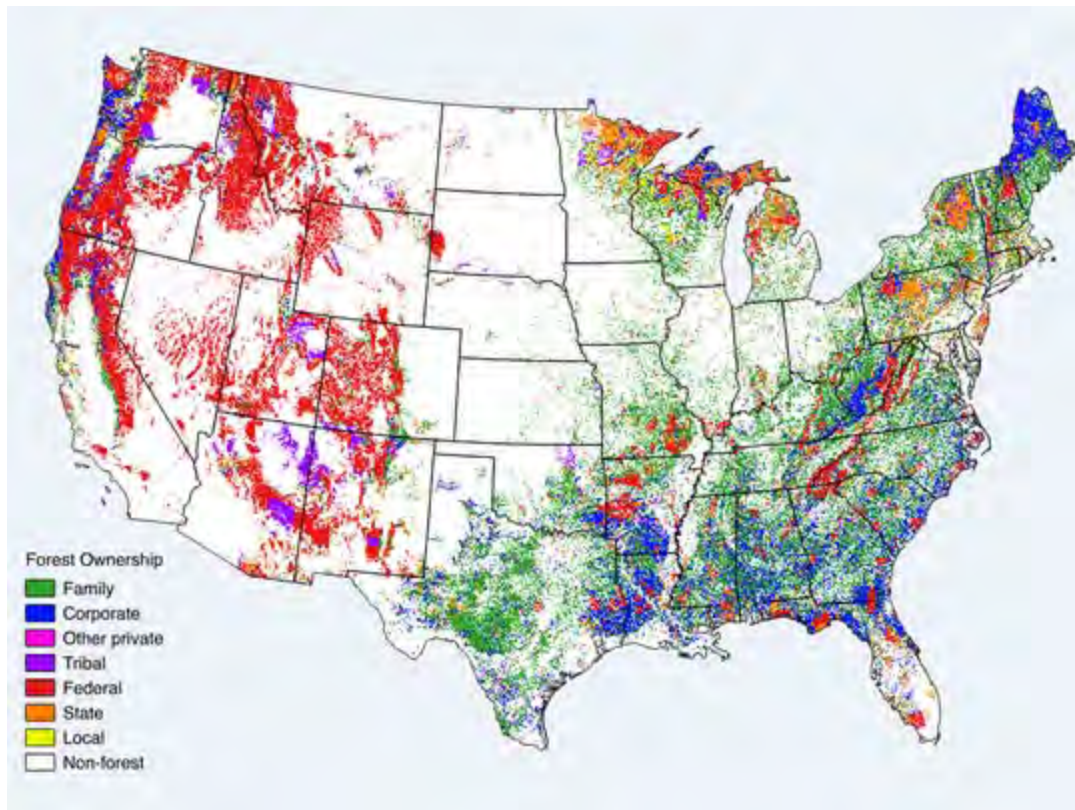 Forest Ownership
Family
Corporate
Other private
Tribal
Federal
State
Local
Non-forest